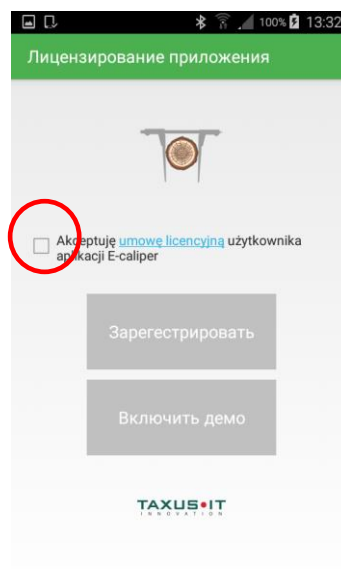 100% 13:32
Лицензирование приложения
Akceptuję umowę licencyjną użytkownika
aplikacji E-caliper
Зарегестрировать
Включить демо
TAXUS•IT
INNOVATION